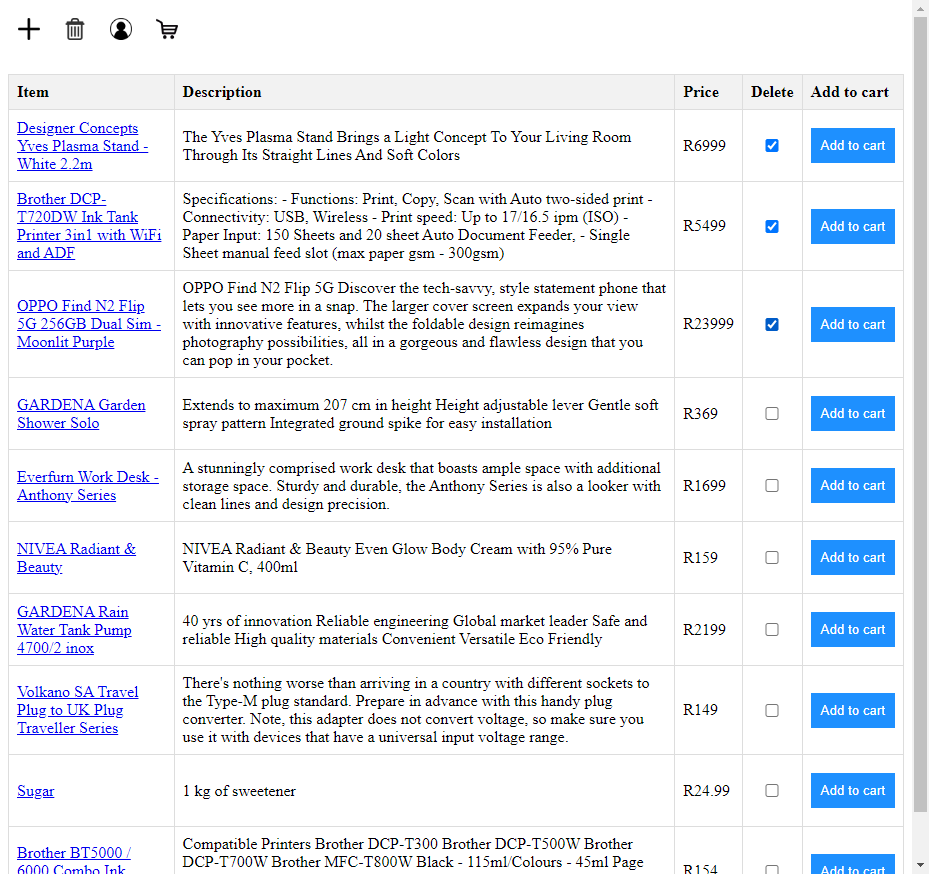 Item Description Price Delete Add to cart
Designer Concepts
Yves Plasma Stand -
White 2.2m
The Yves Plasma Stand Brings a Light Concept To Your Living Room
Through Its Straight Lines And Soft Colors
R6999
Add to cart
Brother DCP-
T720DW Ink Tank
Printer 3in1 with WiFi
and ADF
Specifications: - Functions: Print, Copy, Scan with Auto two-sided print -
Connectivity: USB, Wireless - Print speed: Up to 17/16.5 ipm (ISO) -
Paper Input: 150 Sheets and 20 sheet Auto Document Feeder, - Single
Sheet manual feed slot (max paper gsm - 300gsm)
R5499
Add to cart
OPPO Find N2 Flip
5G 256GB Dual Sim -
Moonlit Purple
OPPO Find N2 Flip 5G Discover the tech-savvy, style statement phone that
lets you see more in a snap. The larger cover screen expands your view
with innovative features, whilst the foldable design reimagines
photography possibilities, all in a gorgeous and flawless design that you
can pop in your pocket.
R23999
Add to cart
GARDENA Garden
Shower Solo
Extends to maximum 207 cm in height Height adjustable lever Gentle soft
spray pattern Integrated ground spike for easy installation
R369
Add to cart
Everfurn Work Desk -
Anthony Series
A stunningly comprised work desk that boasts ample space with additional
storage space. Sturdy and durable, the Anthony Series is also a looker with
clean lines and design precision.
R1699
Add to cart
NIVEA Radiant &
Beauty
NIVEA Radiant & Beauty Even Glow Body Cream with 95% Pure
Vitamin C, 400ml
R159
Add to cart
GARDENA Rain
Water Tank Pump
4700/2 inox
40 yrs of innovation Reliable engineering Global market leader Safe and
reliable High quality materials Convenient Versatile Eco Friendly
R2199
Add to cart
Volkano SA Travel
Plug to UK Plug
Traveller Series
There's nothing worse than arriving in a country with different sockets to
the Type-M plug standard. Prepare in advance with this handy plug
converter. Note, this adapter does not convert voltage, so make sure you
use it with devices that have a universal input voltage range.
R149
Add to cart
Sugar
1 kg of sweetener
R24.99
Add to cart
Brother BT5000 /
6000 Combo Ink
Compatible Printers Brother DCP-T300 Brother DCP-T500W Brother
DCP-T700W Brother MFC-T800W Black - 115ml/Colours - 45ml Page
R154
Add to cart